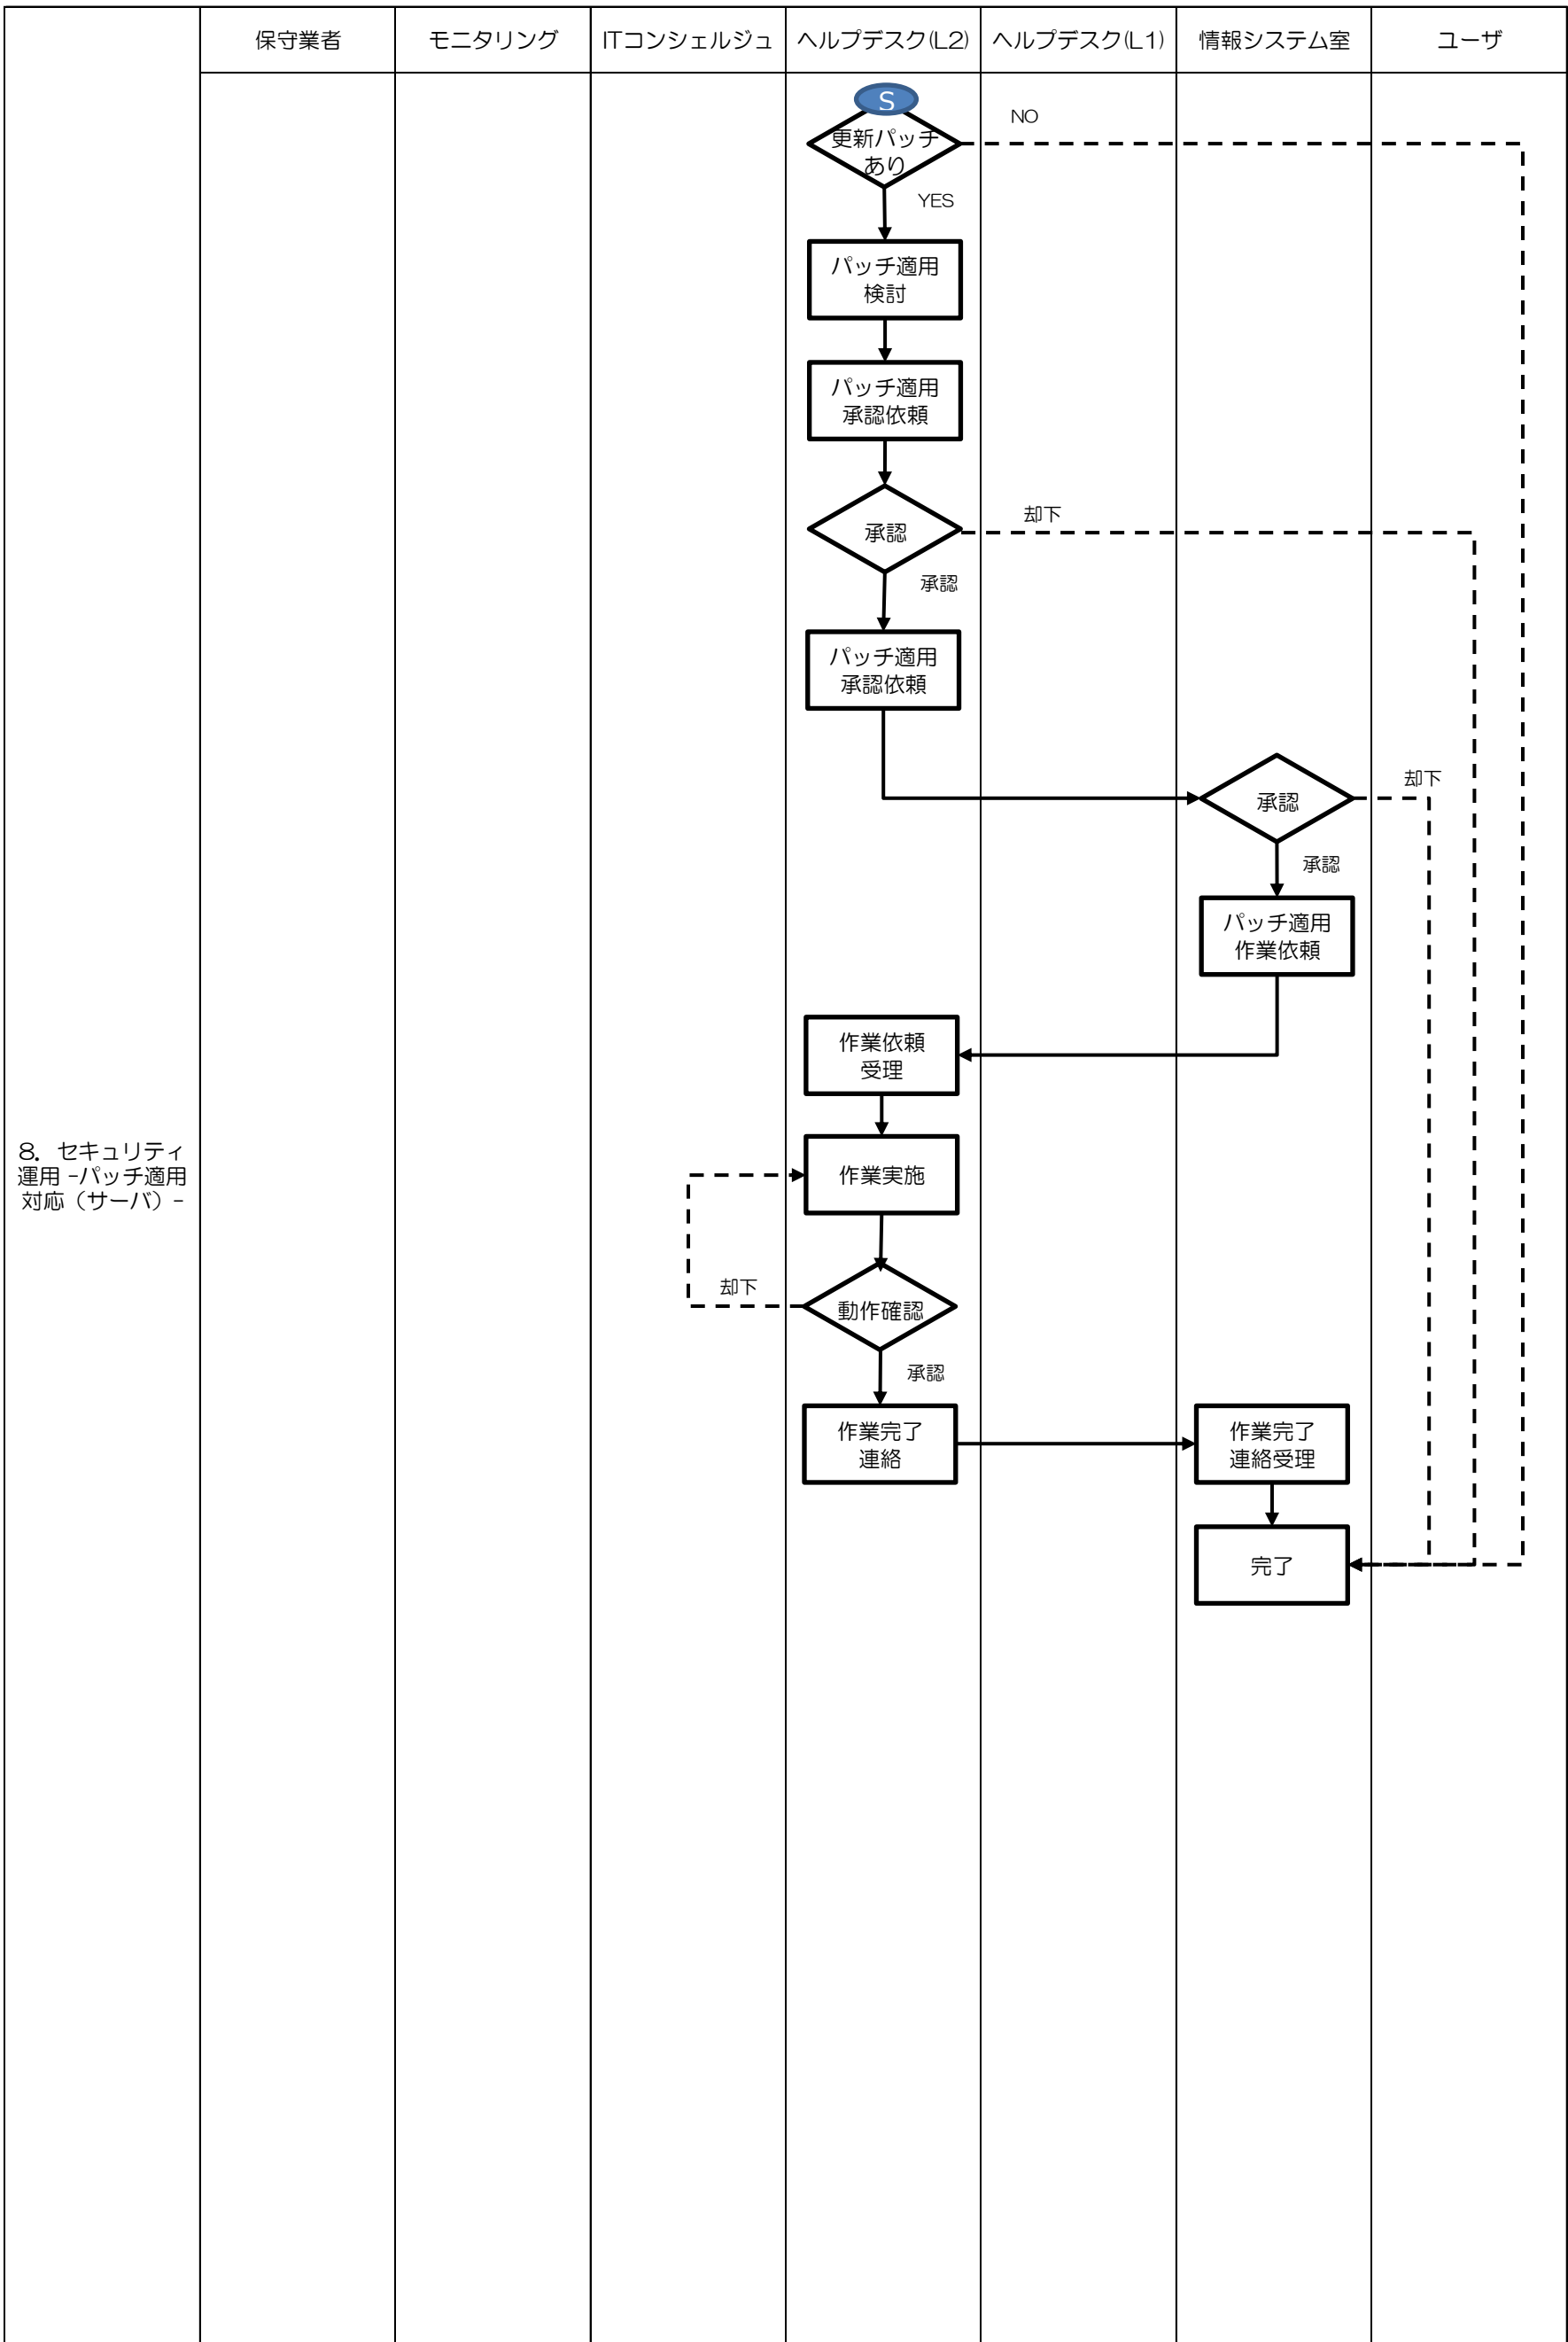 保守業者
モニタリング
ITコンシェルジュ
ヘルプデスク(L2)
ヘルプデスク(L1)
情報システム室
ユーザ
S
NO
更新パッチ
あり
YES
パッチ適用
検討
パッチ適用
承認依頼
却下
承認
承認
パッチ適用
承認依頼
却下
承認
承認
パッチ適用
作業依頼
作業依頼
受理
8．セキュリティ
運用 -パッチ適用
対応（サーバ）-
作業実施
却下
動作確認
承認
作業完了
連絡
作業完了
連絡受理
完了